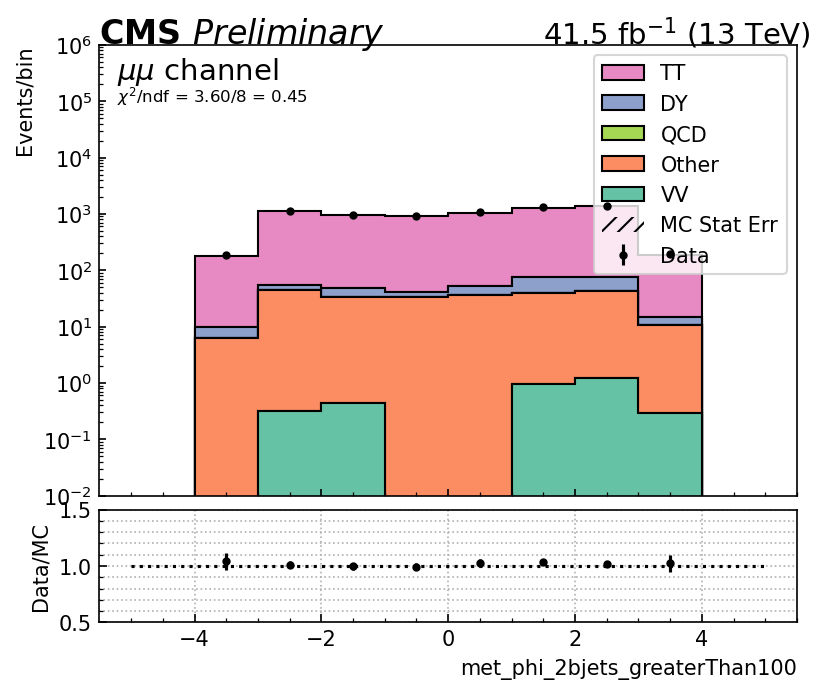 CMS Preliminary 41.5 fb⁻¹ (13 TeV)
Events/bin
10⁶
10⁵
10⁴
10³
10²
10¹
10⁰
10⁻¹
10⁻²
μμ channel
χ²/ndf = 3.60/8 = 0.45
TT
DY
QCD
Other
VV
MC Stat Err
Data
Data/MC
1.5
1.0
0.5
−4 −2 0 2 4
met_phi_2bjets_greaterThan100